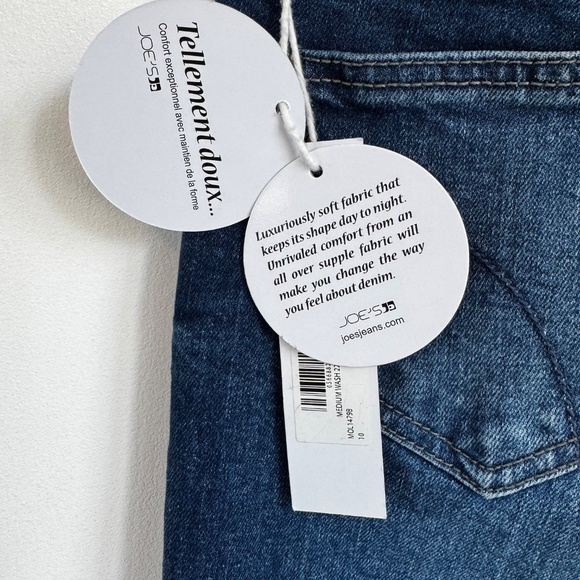 Tellement doux...
Confort exceptionnel avec maintien de la forme
JOE'S
Luxuriously soft fabric that
keeps its shape day to night.
Unrivaled comfort from an
all over supple fabric will
make you change the way
you feel about denim.
JOE'S
joesjeans.com
MEDIUM WASH 22
MOL14798
10